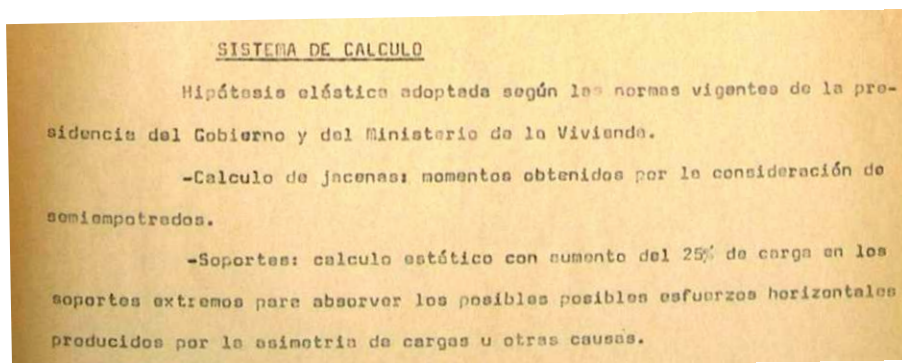 SISTEMA DE CALCULO
Hipótesis elástica adoptada según las normas vigentes de la pre-
sidencia del Gobierno y del Ministerio de la Vivienda.
-Calculo de jacenas: momentos obtenidos por la consideración de
semiempotrados.
-Soportes: calculo estático con aumento del 25% de carga en los
soportes extremos para absorver los posibles posibles esfuerzos horizontales
producidos por la asimetria de cargas u otras causas.